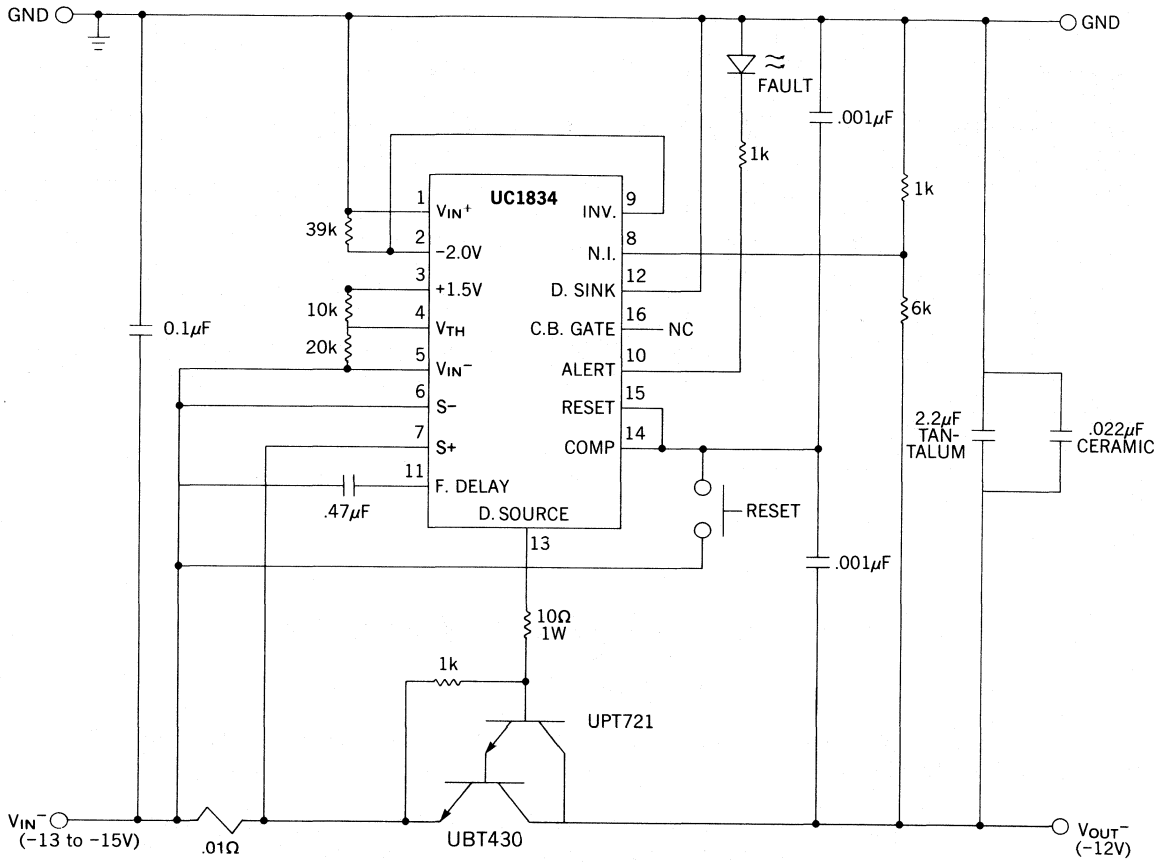 GND
GND
FAULT
.001µF
1k
1k
UC1834
1
VIN+
9
INV.
39k
2
-2.0V
8
N.I.
3
+1.5V
12
D. SINK
10k
6k
4
VTH
16
C.B. GATE
NC
0.1µF
20k
5
VIN-
10
ALERT
6
S-
15
RESET
7
S+
14
COMP
2.2µF
TAN-
TALUM
.022µF
CERAMIC
11
F. DELAY
.47µF
D. SOURCE
RESET
13
.001µF
10Ω
1W
1k
UPT721
VIN-
(-13 to -15V)
.01Ω
UBT430
VOUT-
(-12V)